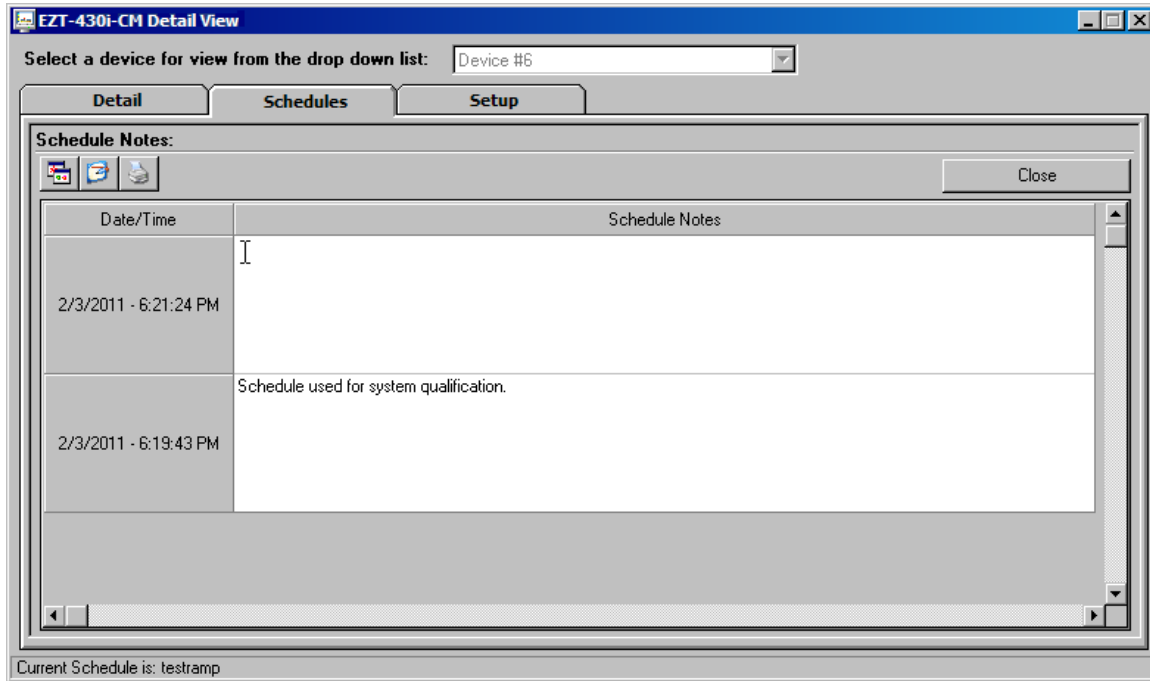 EZT-430i-CM Detail View
Select a device for view from the drop down list: Device #6
Detail Schedules Setup
Schedule Notes:
Close
Date/Time Schedule Notes
2/3/2011 - 6:21:24 PM
Schedule used for system qualification.
2/3/2011 - 6:19:43 PM
Current Schedule is: testramp